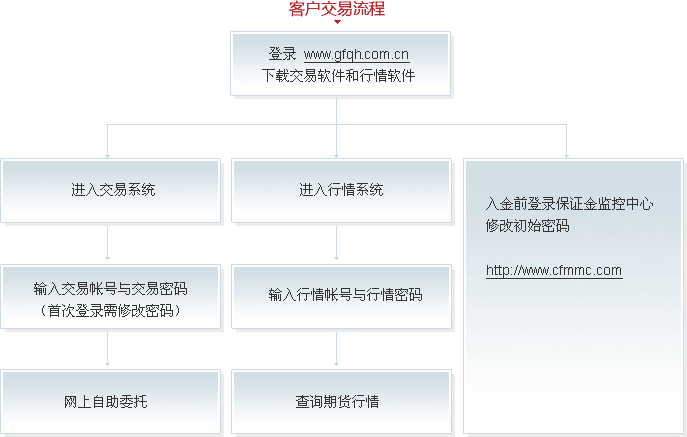 客户交易流程
登录 www.gfqh.com.cn
下载交易软件和行情软件
进入交易系统
输入交易帐号与交易密码
（首次登录需修改密码）
网上自助委托
进入行情系统
输入行情帐号与行情密码
查询期货行情
入金前登录保证金监控中心
修改初始密码
http://www.cfmmc.com